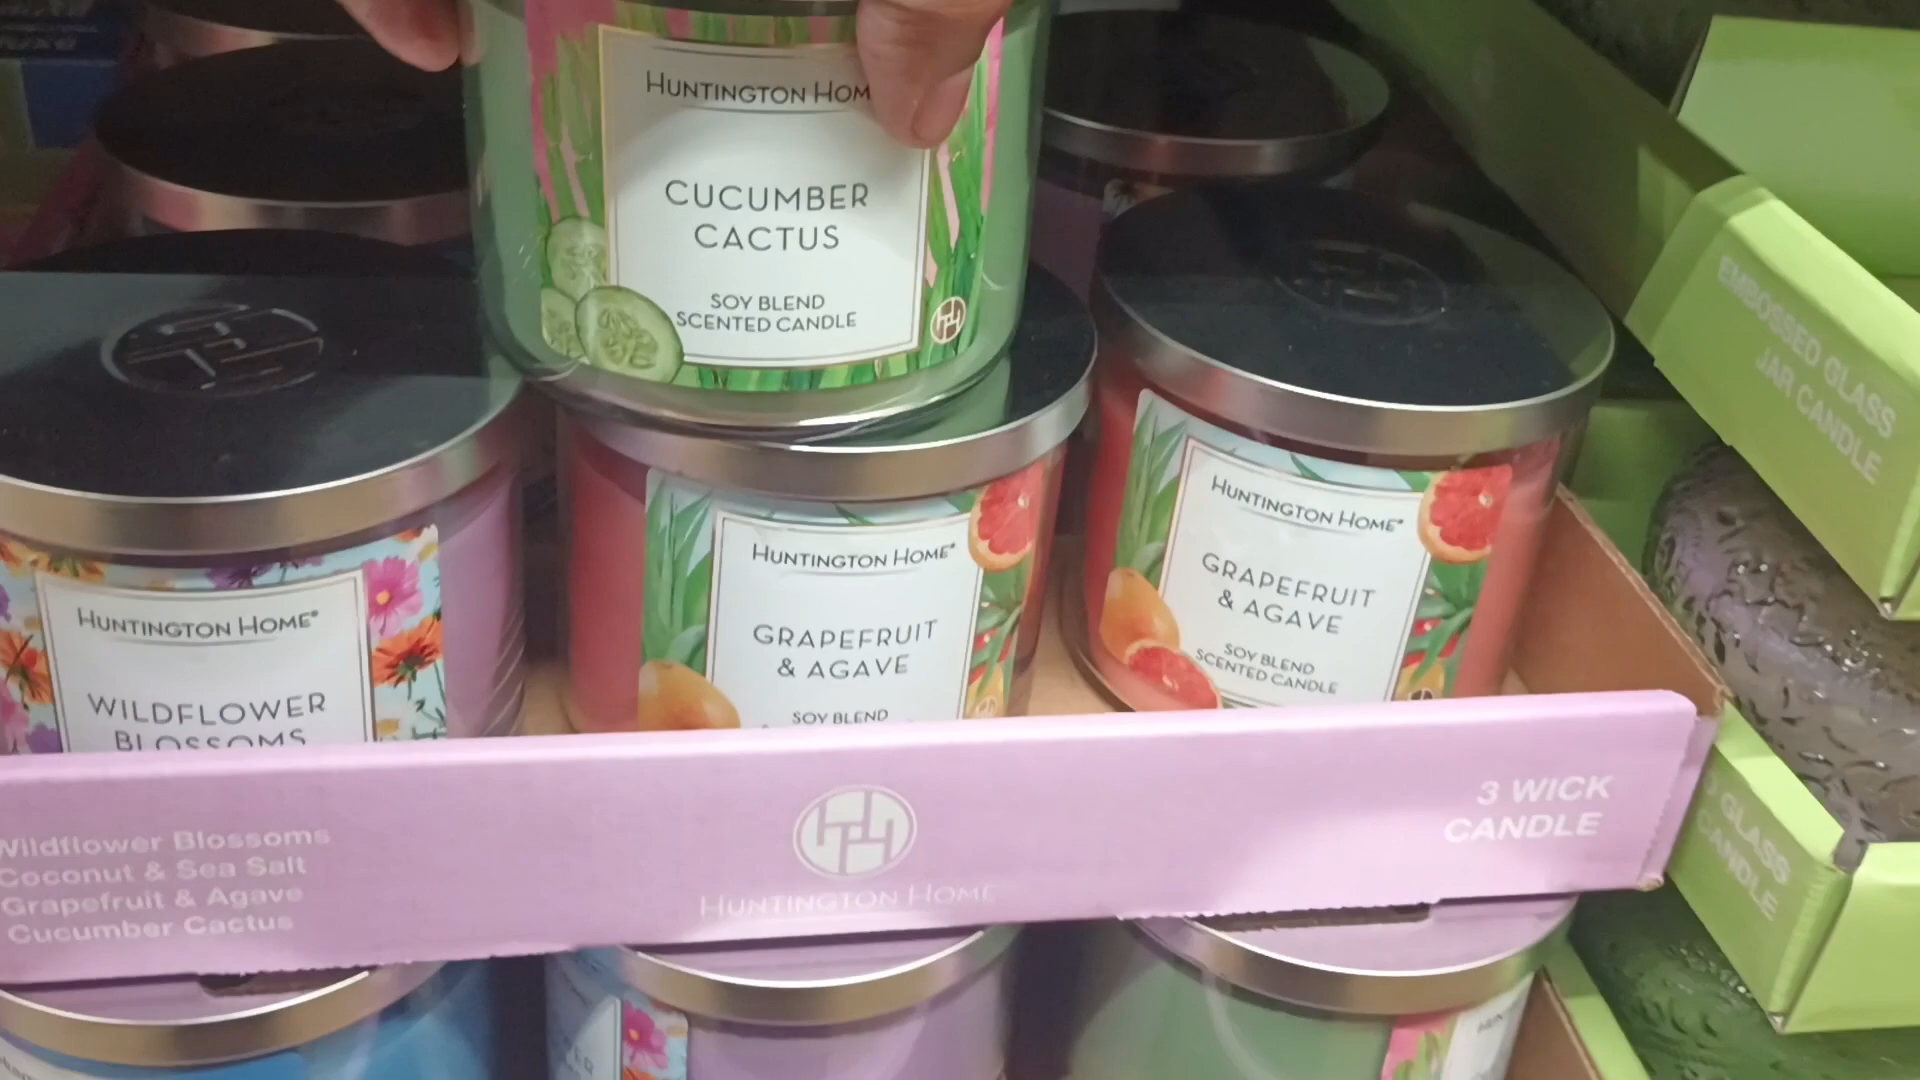 HUNTINGTON HOM
CUCUMBER
CACTUS
SOY BLEND
SCENTED CANDLE
HUNTINGTON HOME®
WILDFLOWER
BLOSSOMS
HUNTINGTON HOME®
GRAPEFRUIT
& AGAVE
SOY BLEND
HUNTINGTON HOME®
GRAPEFRUIT
& AGAVE
SOY BLEND
SCENTED CANDLE
EMBOSSED GLASS
JAR CANDLE
Wildflower Blossoms
Coconut & Sea Salt
Grapefruit & Agave
Cucumber Cactus
HUNTINGTON HOME
3 WICK
CANDLE
GLASS
CANDLE